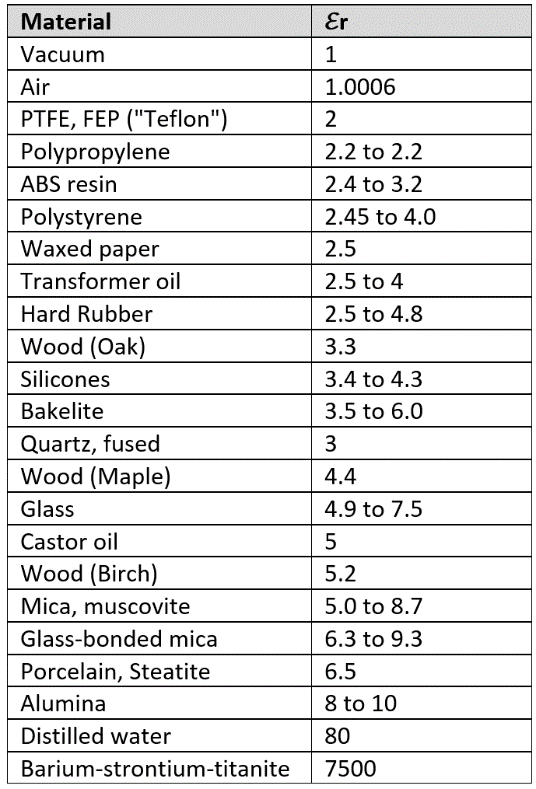 Material Ɛr
Vacuum 1
Air 1.0006
PTFE, FEP ("Teflon") 2
Polypropylene 2.2 to 2.2
ABS resin 2.4 to 3.2
Polystyrene 2.45 to 4.0
Waxed paper 2.5
Transformer oil 2.5 to 4
Hard Rubber 2.5 to 4.8
Wood (Oak) 3.3
Silicones 3.4 to 4.3
Bakelite 3.5 to 6.0
Quartz, fused 3
Wood (Maple) 4.4
Glass 4.9 to 7.5
Castor oil 5
Wood (Birch) 5.2
Mica, muscovite 5.0 to 8.7
Glass-bonded mica 6.3 to 9.3
Porcelain, Steatite 6.5
Alumina 8 to 10
Distilled water 80
Barium-strontium-titanite 7500